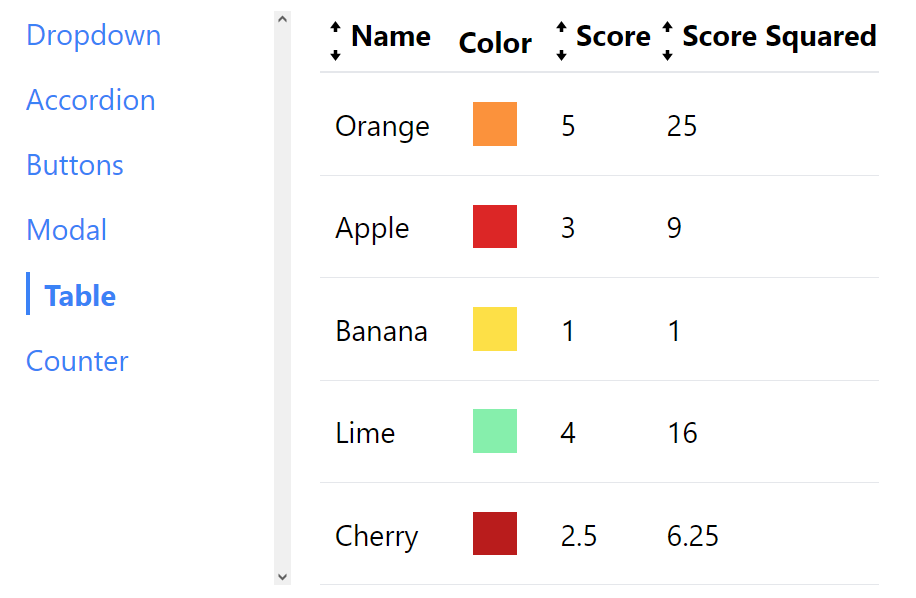 Dropdown
Accordion
Buttons
Modal
Table
Counter
Name Color Score Score Squared
Orange 5 25
Apple 3 9
Banana 1 1
Lime 4 16
Cherry 2.5 6.25